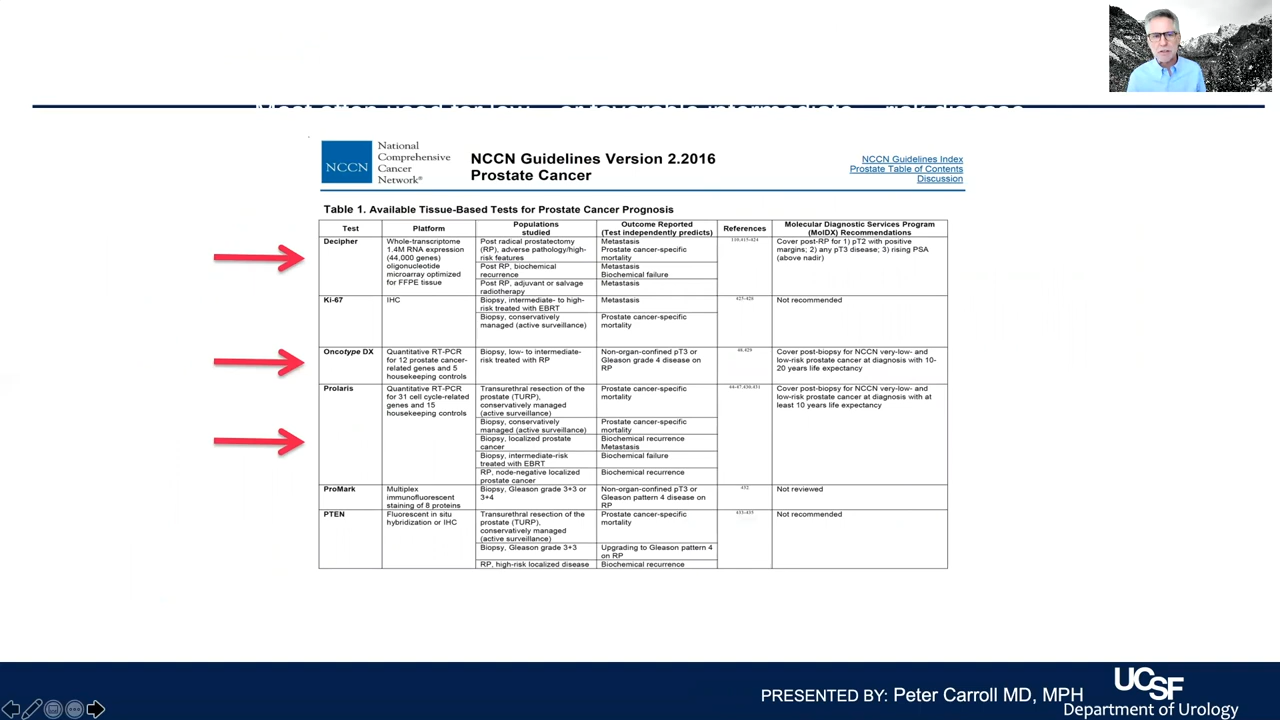 Most often used for low – or favorable intermediate – risk disease
NCCN
National
Comprehensive
Cancer
Network®
NCCN Guidelines Version 2.2016
Prostate Cancer
NCCN Guidelines Index
Prostate Table of Contents
Discussion
Table 1. Available Tissue-Based Tests for Prostate Cancer Prognosis
Test
Platform
Populations
studied
Outcome Reported
(Test independently predicts)
References
Molecular Diagnostic Services Program
(MolDX) Recommendations
Decipher
Whole-transcriptome
1.4M RNA expression
(44,000 genes)
oligonucleotide
microarray optimized
for FFPE tissue
Post radical prostatectomy
(RP), adverse pathology/high-
risk features
Metastasis
Prostate cancer-specific
mortality
Cover post-RP for 1) pT2 with positive
margins; 2) any pT3 disease; 3) rising PSA
(above nadir)
Post RP, biochemical
recurrence
Metastasis
Biochemical failure
Post RP, adjuvant or salvage
radiotherapy
Metastasis
Ki-67
IHC
Biopsy, intermediate- to high-
risk treated with EBRT
Metastasis
Not recommended
Biopsy, conservatively
managed (active surveillance)
Prostate cancer-specific
mortality
Oncotype DX
Quantitative RT-PCR
for 12 prostate cancer-
related genes and 5
housekeeping controls
Biopsy, low- to intermediate-
risk treated with RP
Non-organ-confined pT3 or
Gleason grade 4 disease on
RP
Cover post-biopsy for NCCN very-low- and
low-risk prostate cancer at diagnosis with 10-
20 years life expectancy
Prolaris
Quantitative RT-PCR
for 31 cell cycle-related
genes and 15
housekeeping controls
Transurethral resection of the
prostate (TURP),
conservatively managed
(active surveillance)
Prostate cancer-specific
mortality
Cover post-biopsy for NCCN very-low- and
low-risk prostate cancer at diagnosis with at
least 10 years life expectancy
Biopsy, conservatively
managed (active surveillance)
Prostate cancer-specific
mortality
Biopsy, localized prostate
cancer
Biochemical recurrence
Metastasis
Biopsy, intermediate-risk
treated with EBRT
Biochemical failure
RP, node-negative localized
prostate cancer
Biochemical recurrence
ProMark
Multiplex
immunofluorescent
staining of 8 proteins
Biopsy, Gleason grade 3+3 or
3+4
Non-organ-confined pT3 or
Gleason pattern 4 disease on
RP
Not reviewed
PTEN
Fluorescent in situ
hybridization or IHC
Transurethral resection of the
prostate (TURP),
conservatively managed
(active surveillance)
Prostate cancer-specific
mortality
Not recommended
Biopsy, Gleason grade 3+3
Upgrading to Gleason pattern 4
on RP
RP, high-risk localized disease
Biochemical recurrence
PRESENTED BY: Peter Carroll MD, MPH
UCSF
Department of Urology